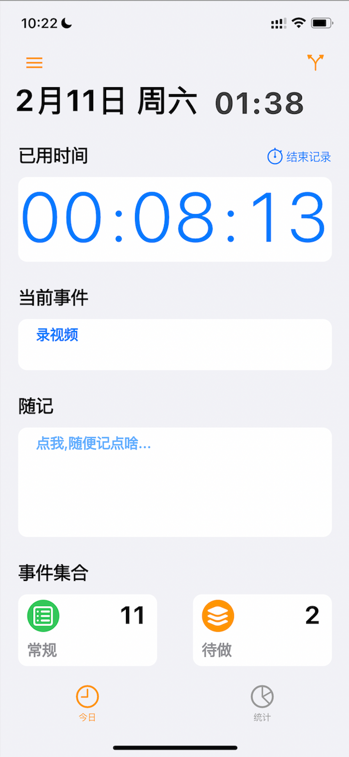 10:22
2月11日 周六 01:38
已用时间 结束记录
00:08:13
当前事件
录视频
随记
点我,随便记点啥...
事件集合
11 2
常规 待做
今日 统计